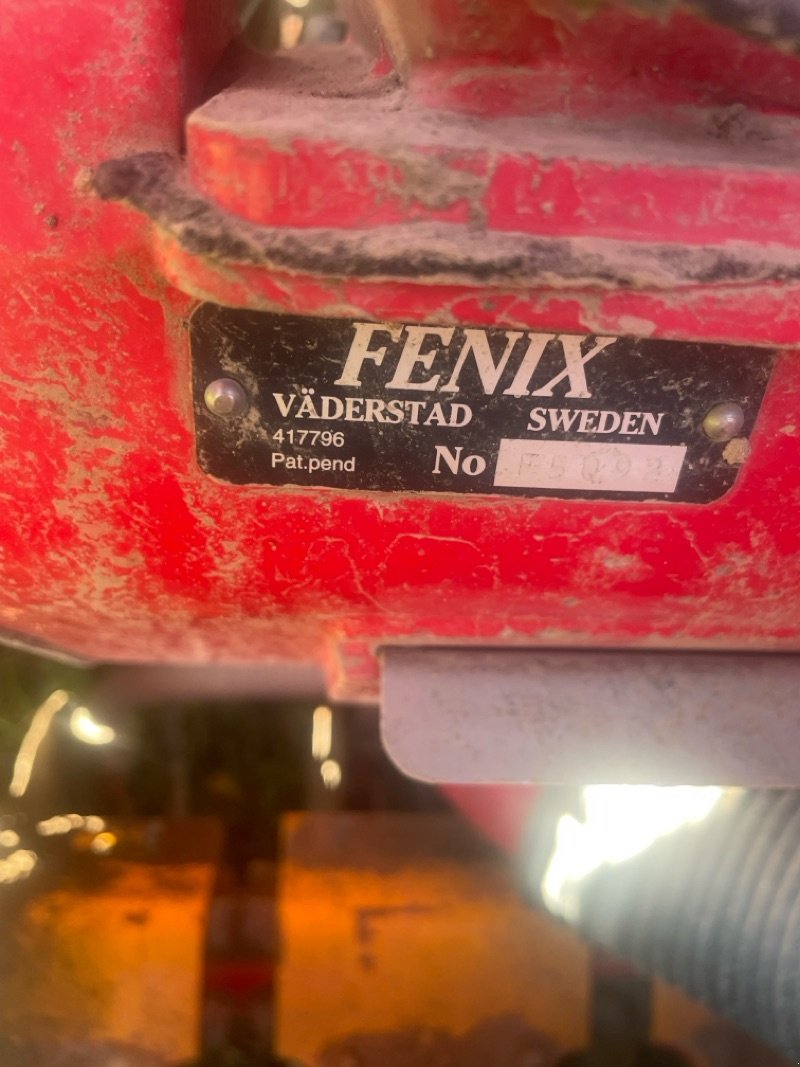 FENIX
VÄDERSTAD SWEDEN
417796
Pat.pend No